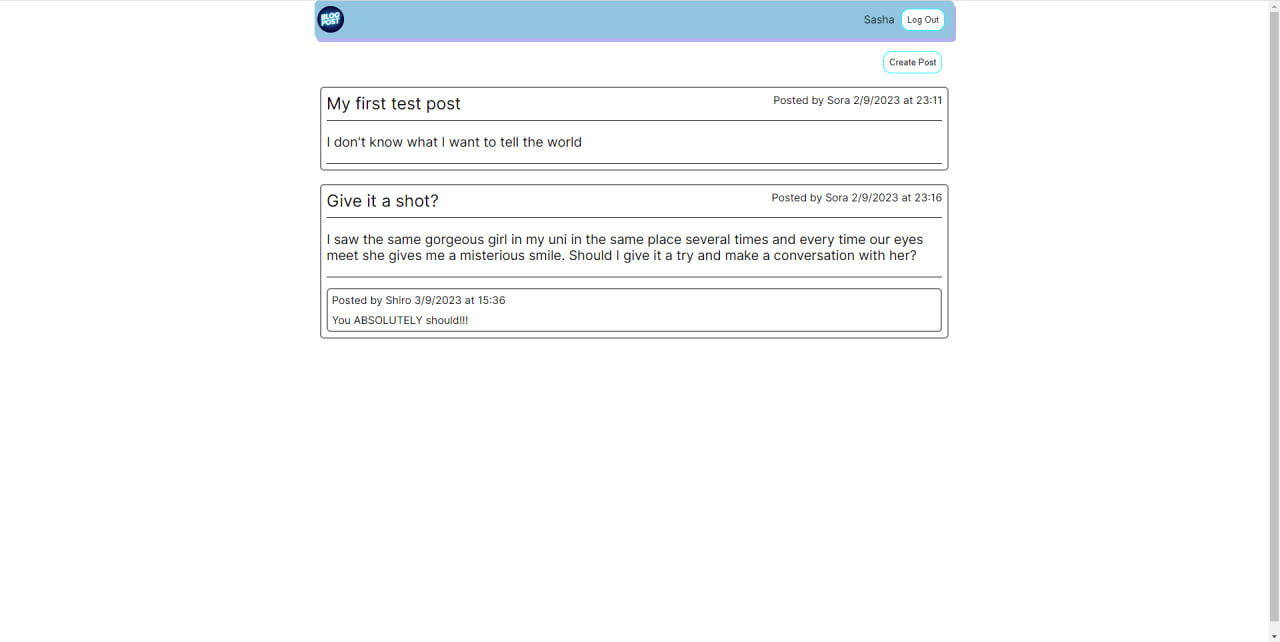 BLOG
POST
Sasha
Log Out
Create Post
My first test post
Posted by Sora 2/9/2023 at 23:11
I don't know what I want to tell the world
Give it a shot?
Posted by Sora 2/9/2023 at 23:16
I saw the same gorgeous girl in my uni in the same place several times and every time our eyes
meet she gives me a misterious smile. Should I give it a try and make a conversation with her?
Posted by Shiro 3/9/2023 at 15:36
You ABSOLUTELY should!!!